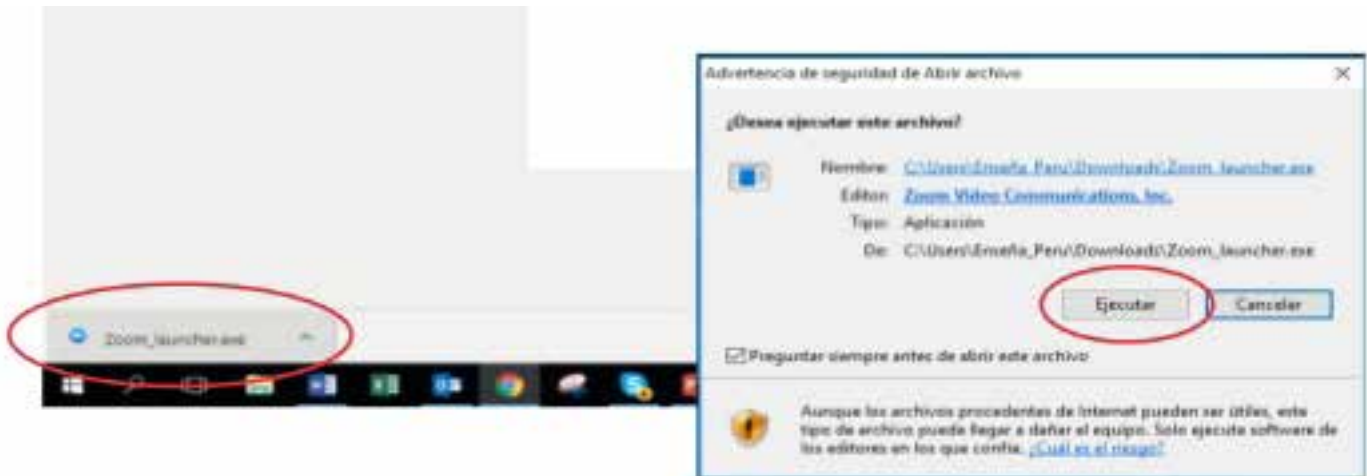 Zoom_launcher.exe
Advertencia de seguridad de Abrir archivo
¿Desea ejecutar este archivo?
Nombre: C:\Users\Enseña_Peru\Downloads\Zoom_launcher.exe
Editor: Zoom Video Communications, Inc.
Tipo: Aplicación
De: C:\Users\Enseña_Peru\Downloads\Zoom_launcher.exe
Ejecutar Cancelar
Preguntar siempre antes de abrir este archivo
Aunque los archivos procedentes de Internet pueden ser útiles, este
tipo de archivo puede llegar a dañar el equipo. Solo ejecute software de
los editores en los que confía. ¿Cuál es el riesgo?